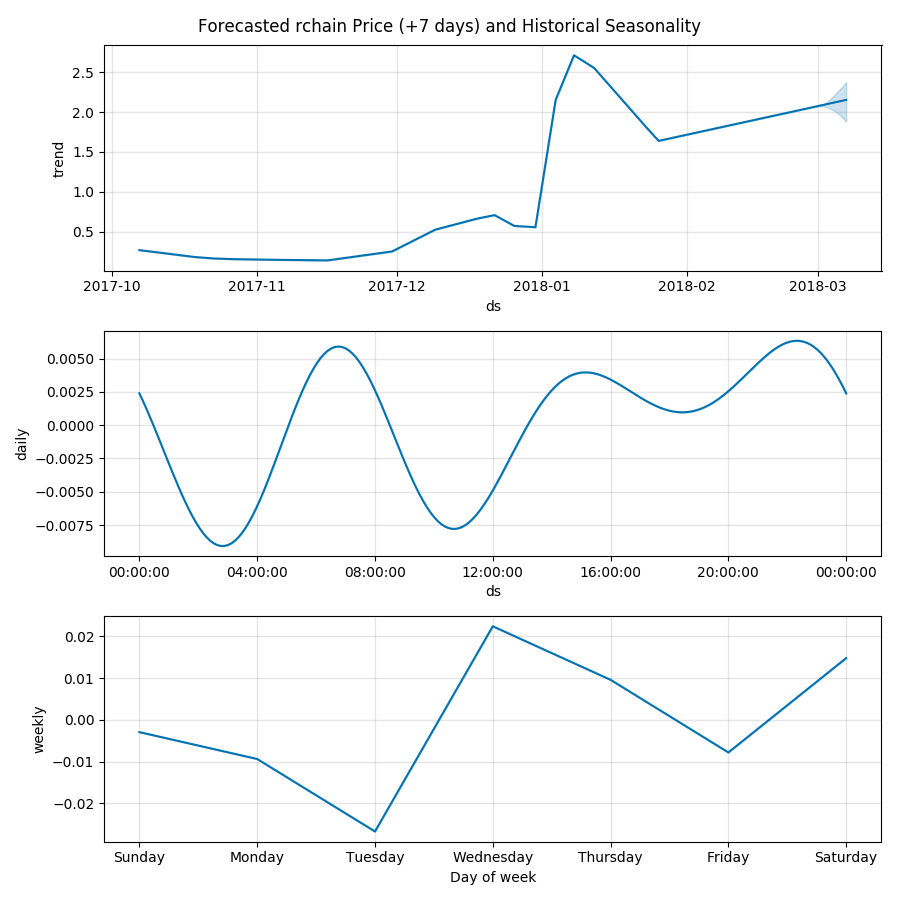 Forecasted rchain Price (+7 days) and Historical Seasonality
2.5
2.0
1.5
1.0
0.5
trend
2017-10 2017-11 2017-12 2018-01 2018-02 2018-03
ds
0.0050
0.0025
0.0000
−0.0025
−0.0050
−0.0075
daily
00:00:00 04:00:00 08:00:00 12:00:00 16:00:00 20:00:00 00:00:00
ds
0.02
0.01
0.00
−0.01
−0.02
weekly
Sunday Monday Tuesday Wednesday Thursday Friday Saturday
Day of week